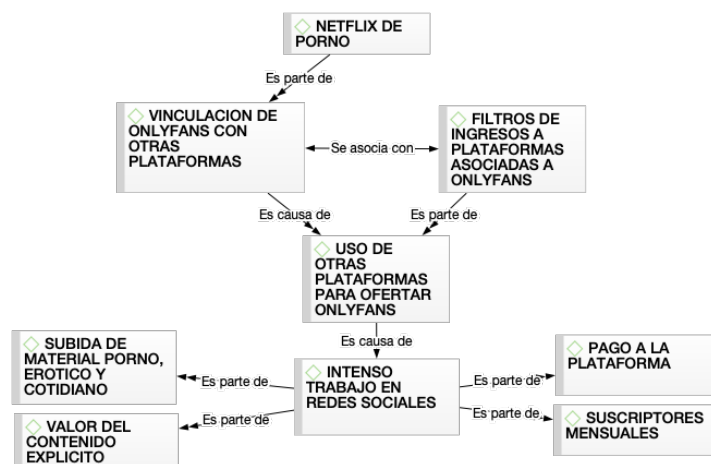 NETFLIX DE
PORNO
Es parte de
VINCULACION DE
ONLYFANS CON
OTRAS
PLATAFORMAS
Se asocia con
FILTROS DE
INGRESOS A
PLATAFORMAS
ASOCIADAS A
ONLYFANS
Es causa de
Es parte de
USO DE
OTRAS
PLATAFORMAS
PARA OFERTAR
ONLYFANS
Es causa de
SUBIDA DE
MATERIAL PORNO,
EROTICO Y
COTIDIANO
Es parte de
INTENSO
TRABAJO EN
REDES SOCIALES
Es parte de
PAGO A LA
PLATAFORMA
VALOR DEL
CONTENIDO
EXPLICITO
Es parte de
Es parte de
SUSCRIPTORES
MENSUALES